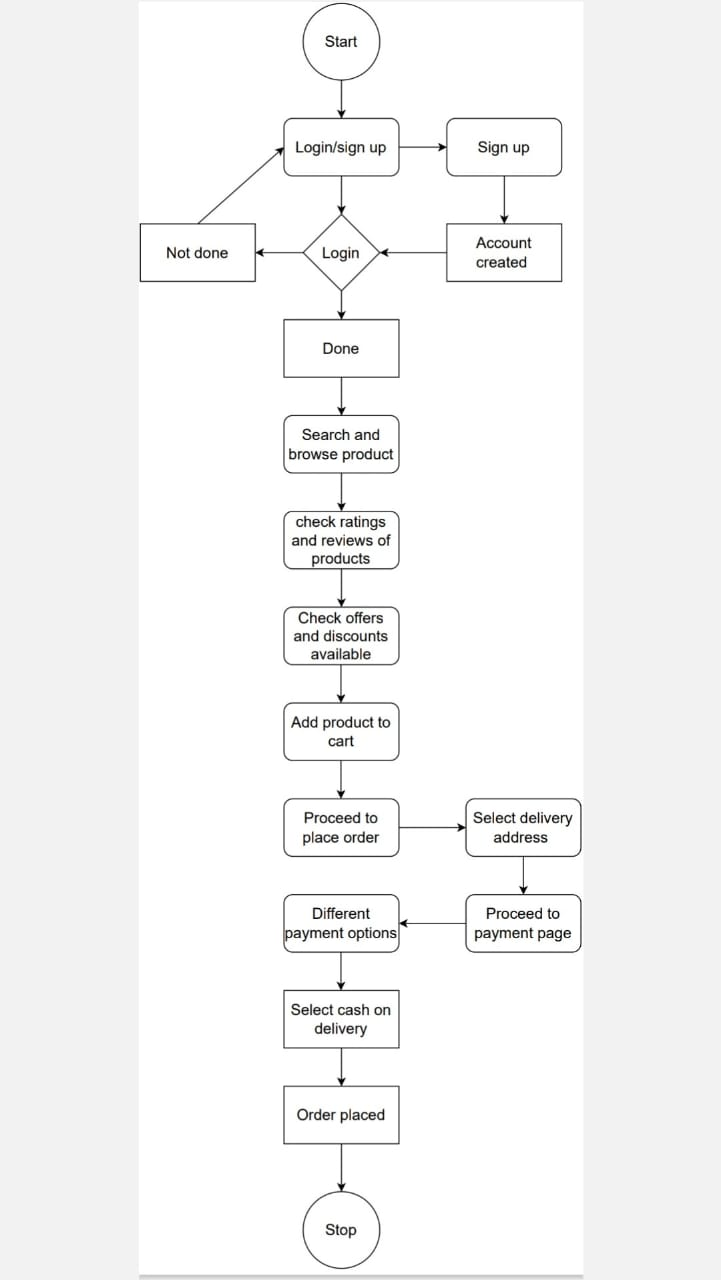 Start
Login/sign up
Sign up
Not done
Login
Account
created
Done
Search and
browse product
check ratings
and reviews of
products
Check offers
and discounts
available
Add product to
cart
Proceed to
place order
Select delivery
address
Different
payment options
Proceed to
payment page
Select cash on
delivery
Order placed
Stop